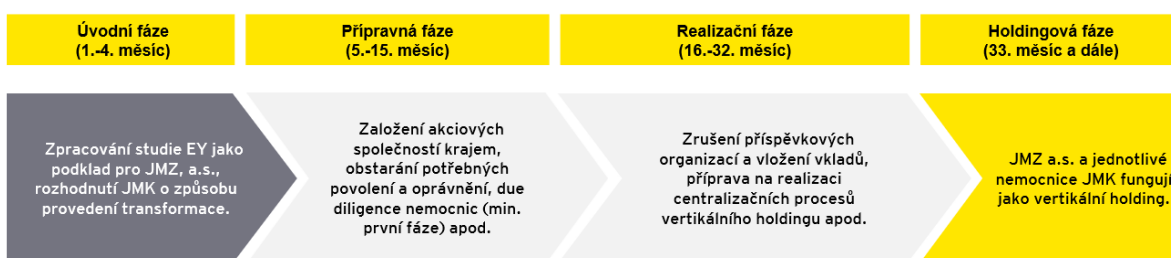 Úvodní fáze
(1.-4. měsíc)
Přípravná fáze
(5.-15. měsíc)
Realizační fáze
(16.-32. měsíc)
Holdingová fáze
(33. měsíc a dále)
Zpracování studie EY jako
podklad pro JMZ, a.s.,
rozhodnutí JMK o způsobu
provedení transformace.
Založení akciových
společností krajem,
obstarání potřebných
povolení a oprávnění, due
diligence nemocnic (min.
první fáze) apod.
Zrušení příspěvkových
organizací a vložení vkladů,
příprava na realizaci
centralizačních procesů
vertikálního holdingu apod.
JMZ a.s. a jednotlivé
nemocnice JMK fungují
jako vertikální holding.